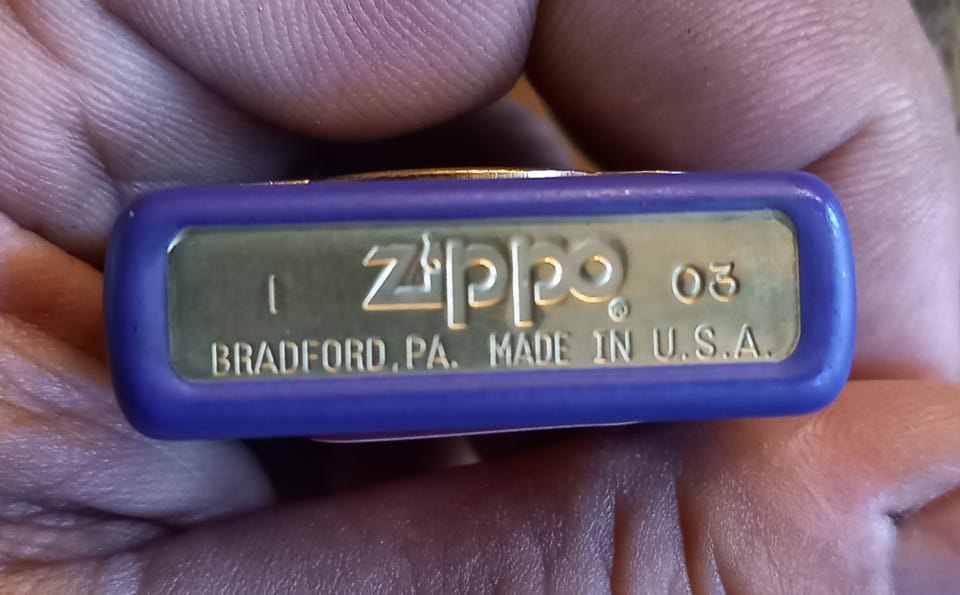 I zippo® 03
BRADFORD,PA. MADE IN U.S.A.